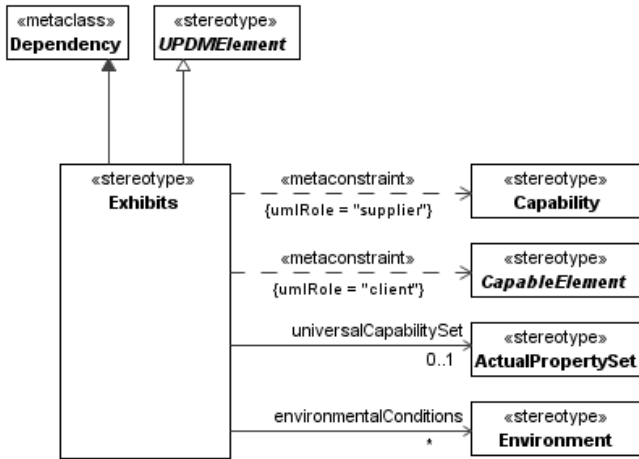 «metaclass»
Dependency
«stereotype»
UPDMElement
«stereotype»
Exhibits
«metaconstraint»
{umlRole = "supplier"}
«stereotype»
Capability
«metaconstraint»
{umlRole = "client"}
«stereotype»
CapableElement
universalCapabilitySet
0..1
«stereotype»
ActualPropertySet
environmentalConditions
*
«stereotype»
Environment